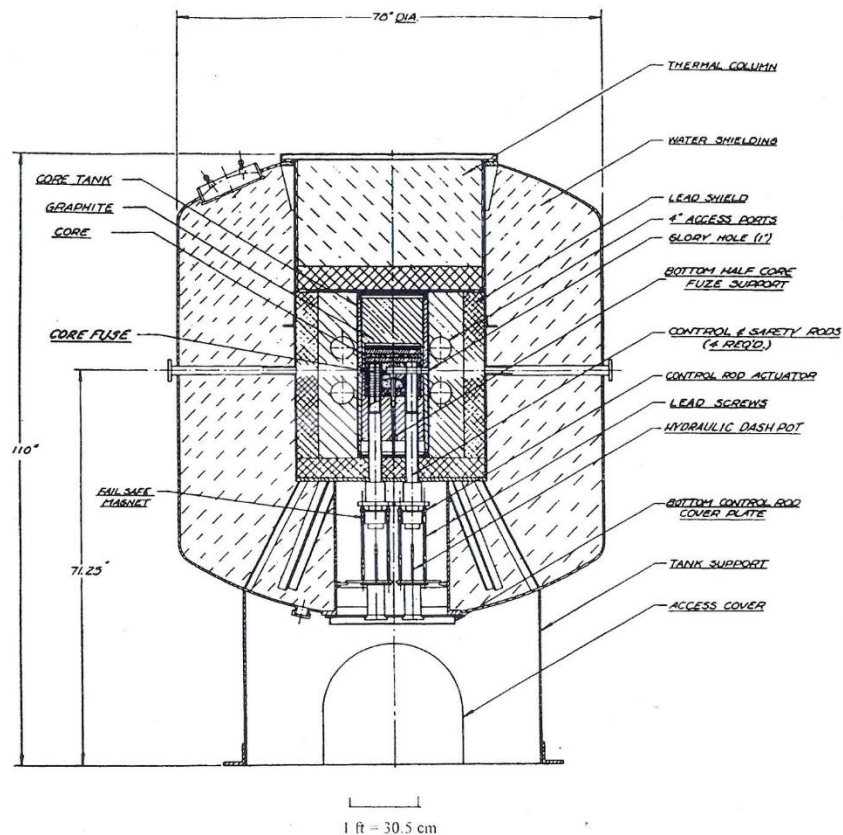 78" DIA.
THERMAL COLUMN
WATER SHIELDING
CORE TANK
GRAPHITE
CORE
LEAD SHIELD
4" ACCESS PORTS
GLORY HOLE (1")
BOTTOM HALF CORE
FUZE SUPPORT
CORE FUSE
CONTROL & SAFETY RODS
(4 REQ'D.)
CONTROL ROD ACTUATOR
LEAD SCREWS
HYDRAULIC DASH POT
110"
FAIL SAFE
MAGNET
BOTTOM CONTROL ROD
COVER PLATE
71.25"
TANK SUPPORT
ACCESS COVER
1 ft = 30.5 cm